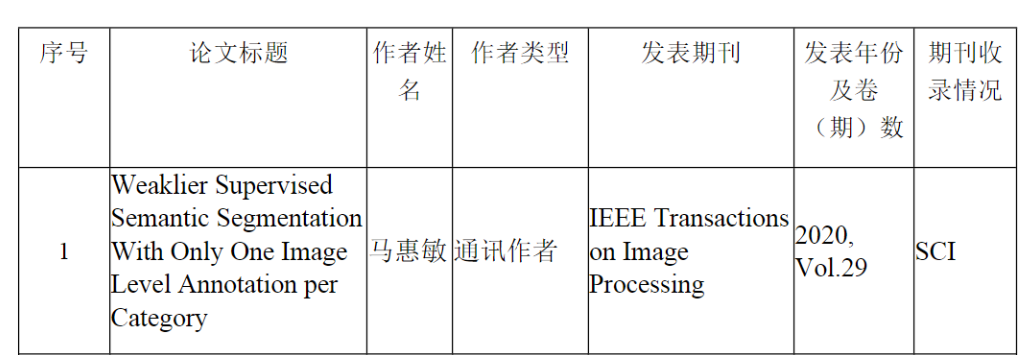 序号 论文标题 作者姓 作者类型 发表期刊 发表年份 期刊收
名 及卷 录情况
（期）数
Weaklier Supervised
Semantic Segmentation IEEE Transactions 2020,
1 With Only One Image 马惠敏 通讯作者 on Image SCI
Level Annotation per Processing Vol.29
Category